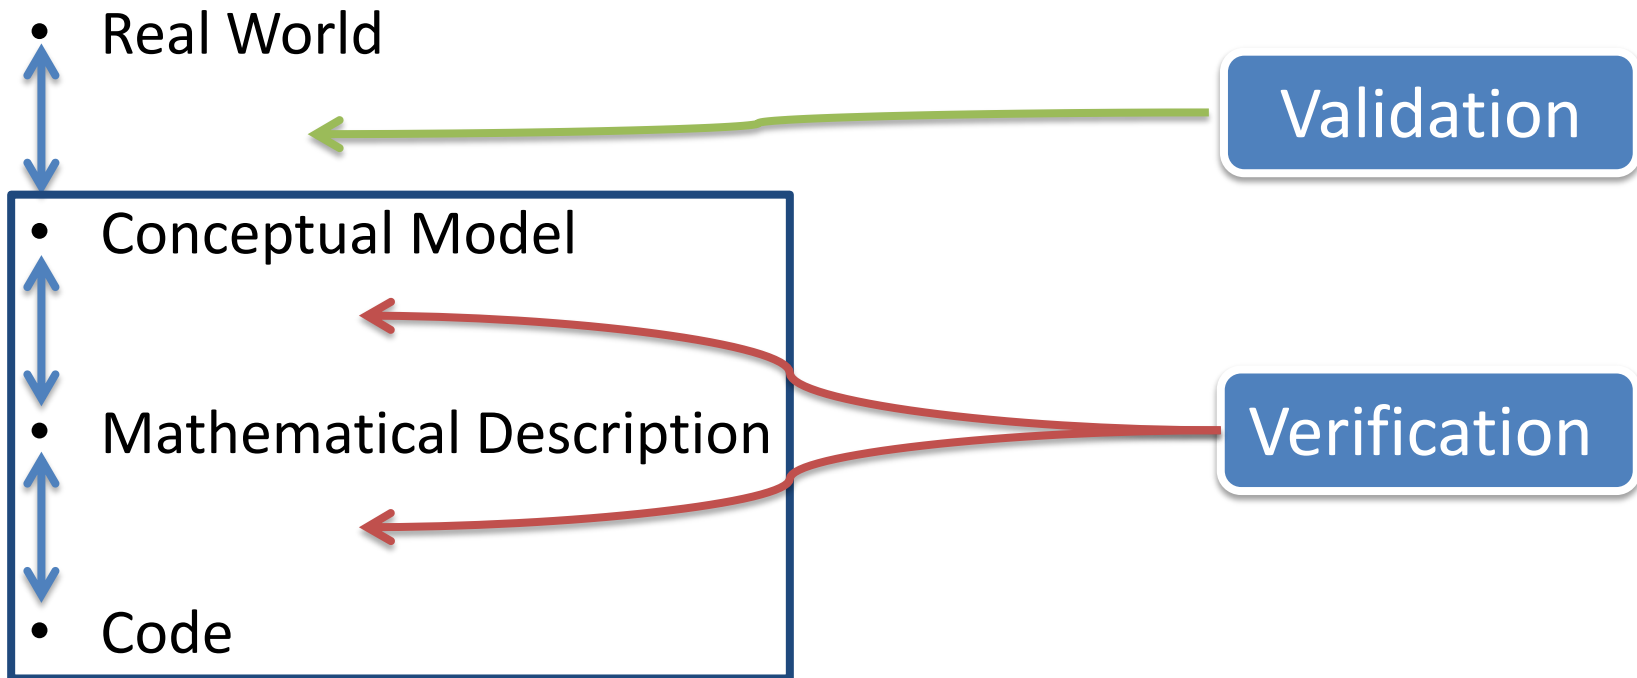 • Real World
Validation
• Conceptual Model
• Mathematical Description
Verification
• Code